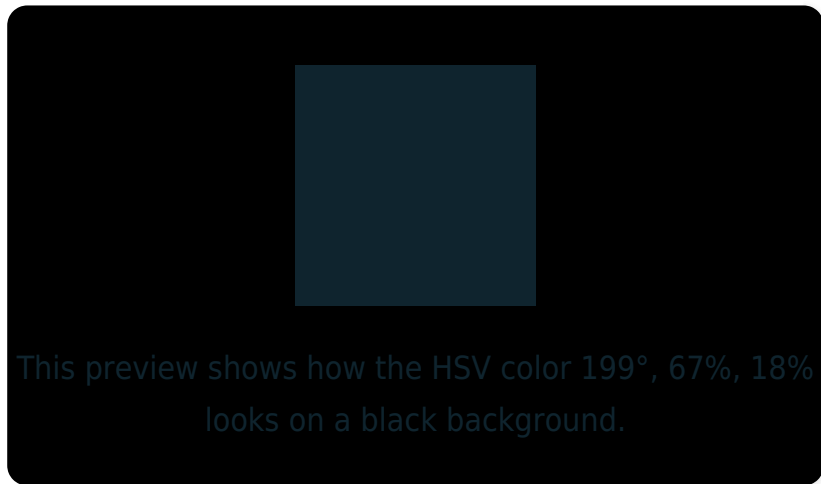 This preview shows how the HSV color 199°, 67%, 18%
looks on a black background.